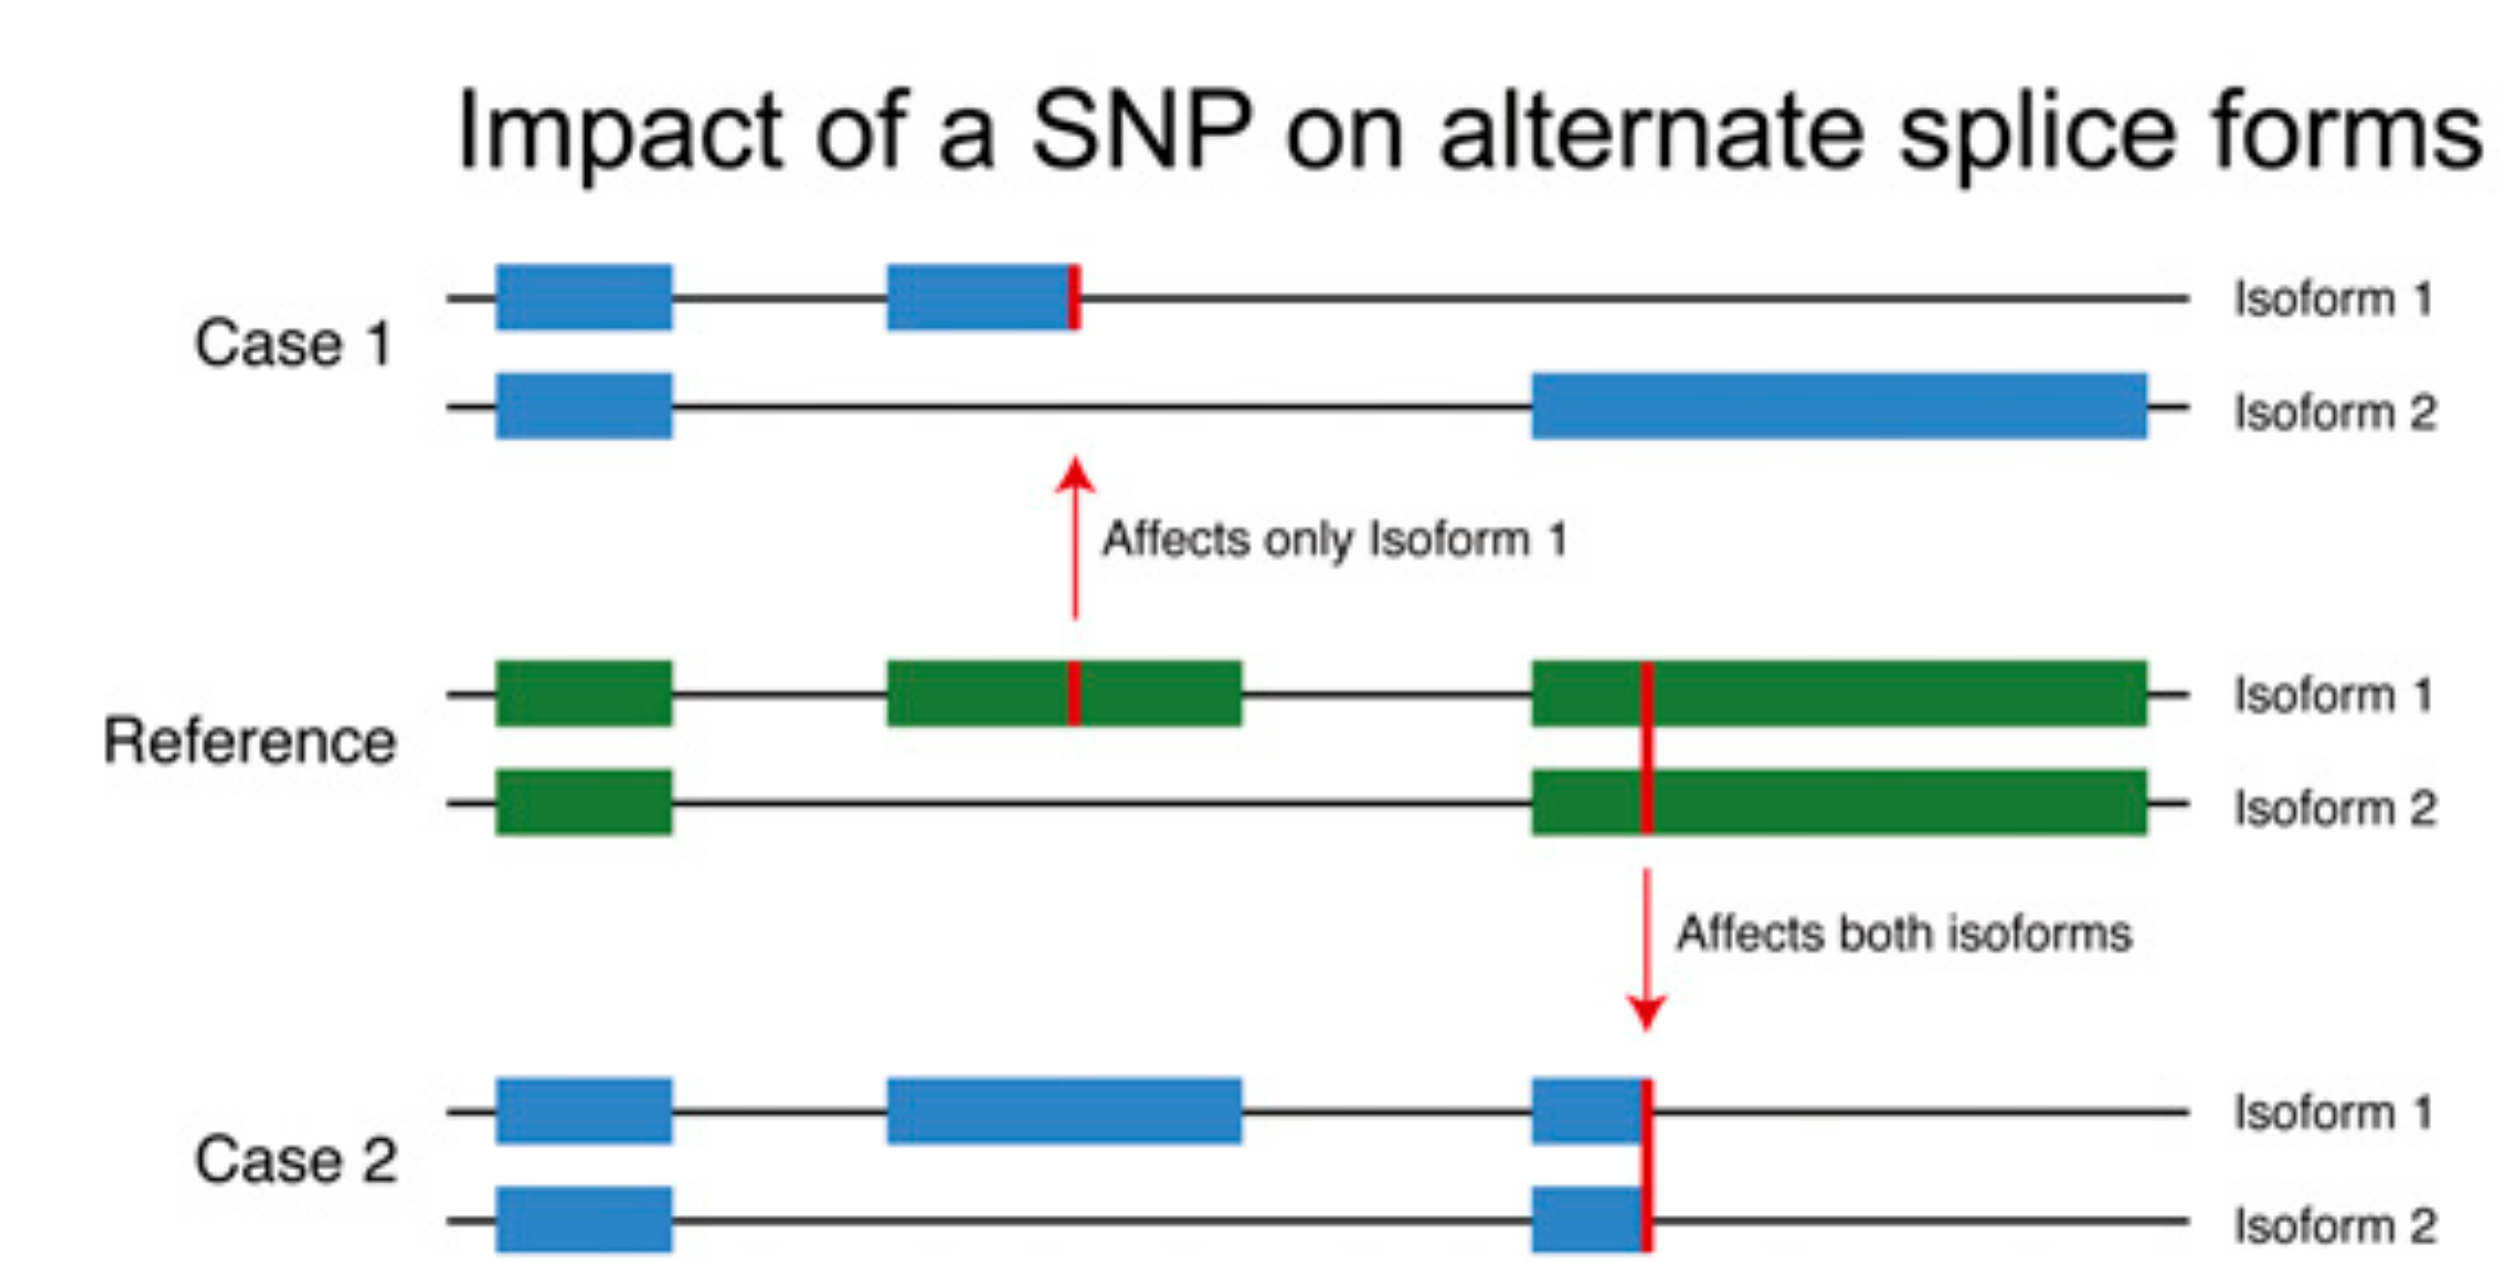 Impact of a SNP on alternate splice forms
Isoform 1
Case 1
Isoform 2
Affects only Isoform 1
Isoform 1
Reference
Isoform 2
Affects both isoforms
Isoform 1
Case 2
Isoform 2